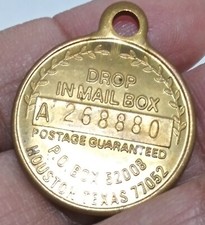 DROP
IN MAIL BOX
A 268880
POSTAGE GUARANTEED
P.O. BOX 52008
HOUSTON, TEXAS 77052